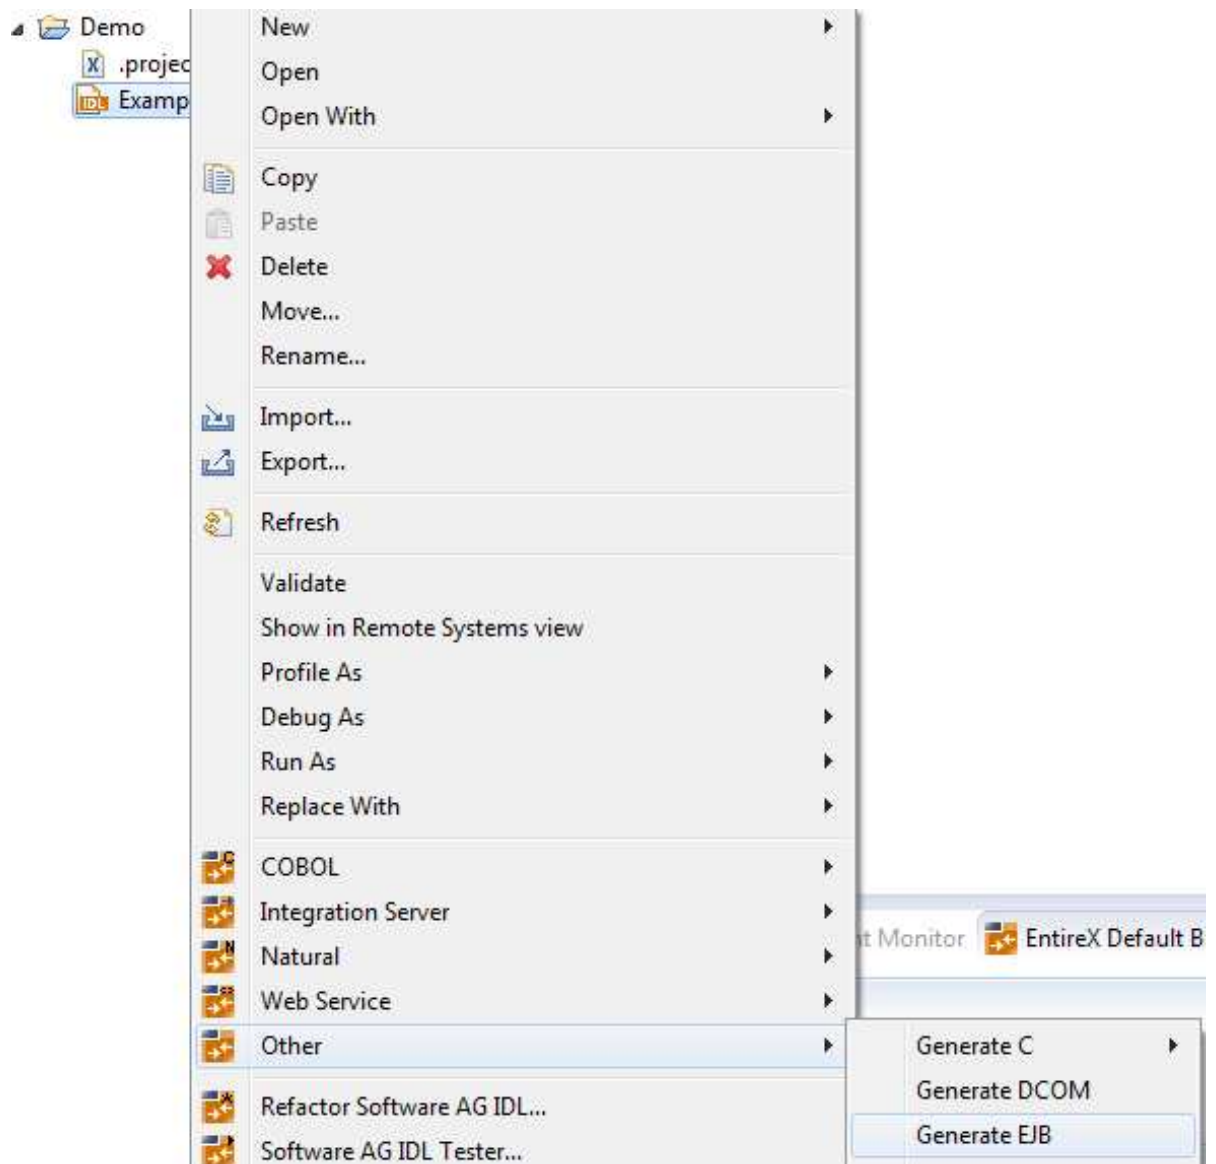 Demo
.projec
IDL Examp
New
Open
Open With
Copy
Paste
Delete
Move...
Rename...
Import...
Export...
Refresh
Validate
Show in Remote Systems view
Profile As
Debug As
Run As
Replace With
COBOL
Integration Server
Natural
Web Service
Other
Refactor Software AG IDL...
Software AG IDL Tester...
nt Monitor EntireX Default B
Generate C
Generate DCOM
Generate EJB